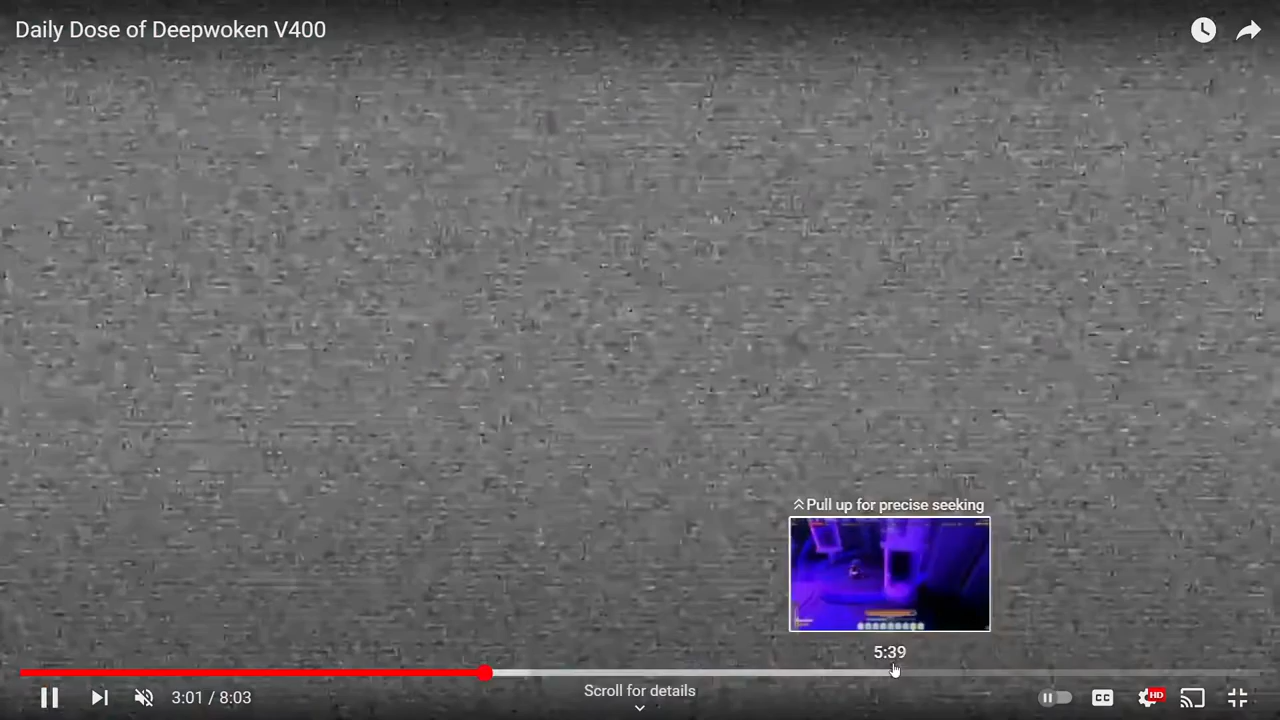 Daily Dose of Deepwoken V400
Pull up for precise seeking
5:39
3:01 / 8:03
Scroll for details
CC
HD